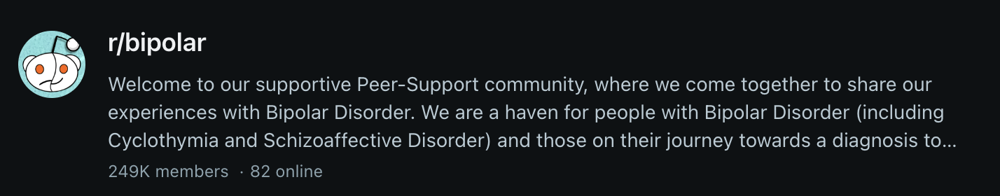 r/bipolar
Welcome to our supportive Peer-Support community, where we come together to share our
experiences with Bipolar Disorder. We are a haven for people with Bipolar Disorder (including
Cyclothymia and Schizoaffective Disorder) and those on their journey towards a diagnosis to...
249K members · 82 online